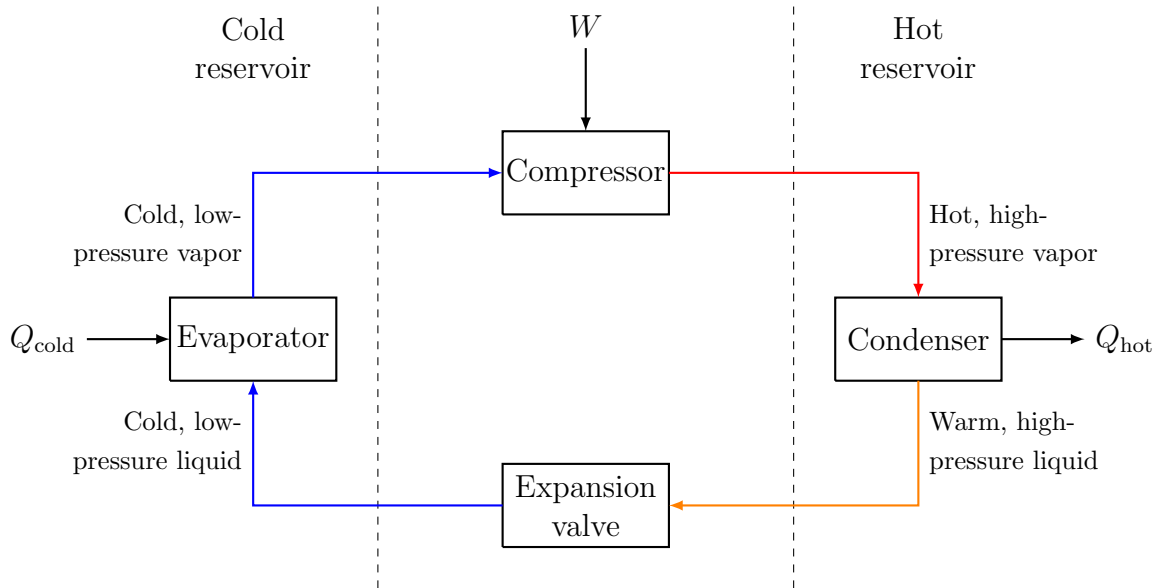 Cold
reservoir
W
Hot
reservoir
Compressor
Cold, low-
pressure vapor
Hot, high-
pressure vapor
Q_cold
Evaporator
Condenser
Q_hot
Cold, low-
pressure liquid
Warm, high-
pressure liquid
Expansion
valve